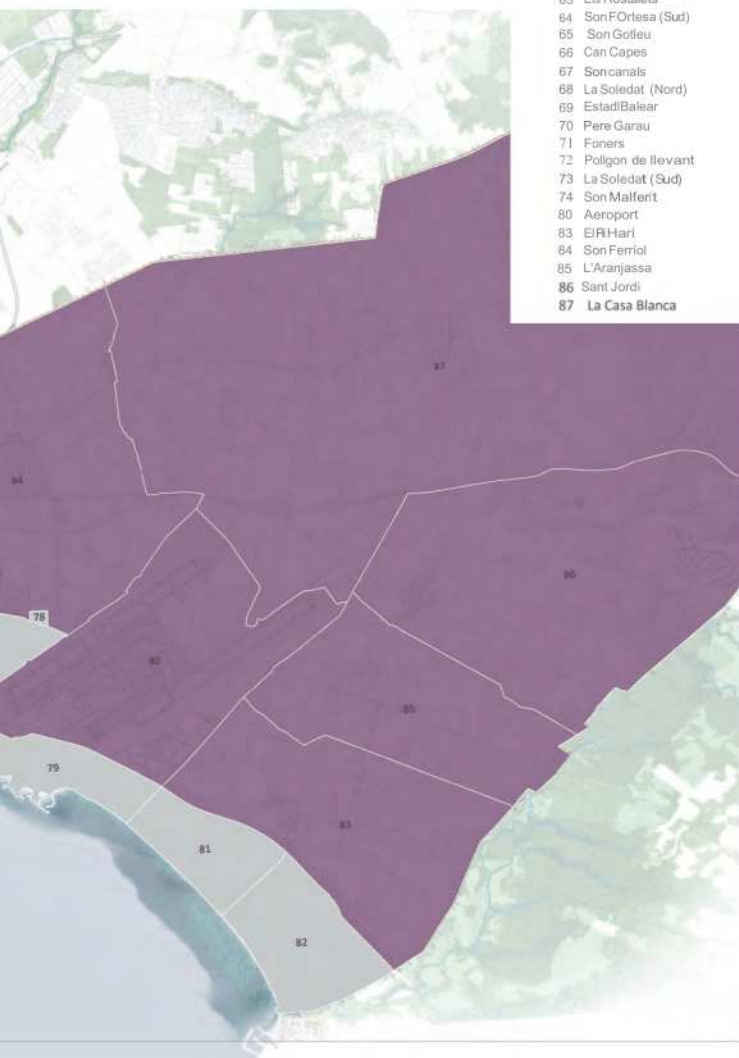 64 Son FOrtesa (Sud)
65 Son Gotleu
66 Can Capes
67 Son canals
68 La Soledat (Nord)
69 EstadiBalear
70 Pere Garau
71 Foners
72 Poligon de llevant
73 La Soledat (Sud)
74 Son Malferit
80 Aeroport
83 ElPilHari
84 Son Ferriol
85 L'Aranjassa
86 Sant Jordi
87 La Casa Blanca
87
84
86
78
80
85
79
83
81
82